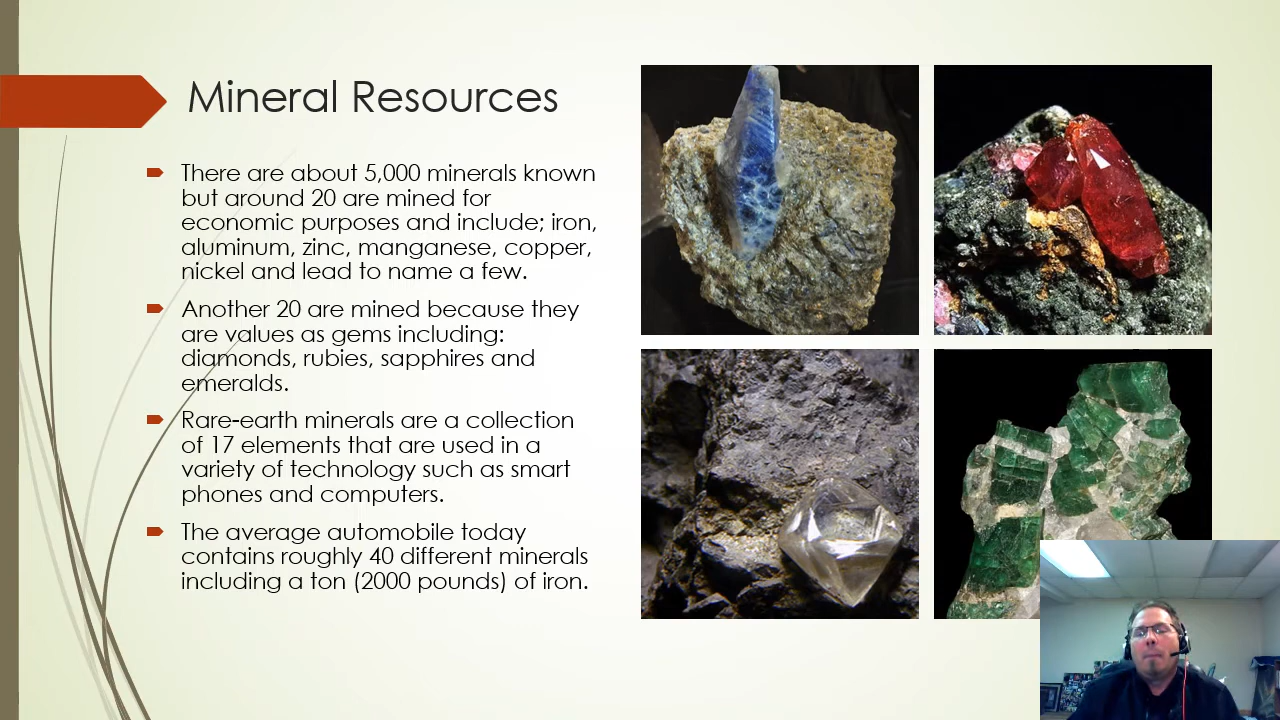 Mineral Resources
There are about 5,000 minerals known
but around 20 are mined for
economic purposes and include; iron,
aluminum, zinc, manganese, copper,
nickel and lead to name a few.
Another 20 are mined because they
are values as gems including:
diamonds, rubies, sapphires and
emeralds.
Rare-earth minerals are a collection
of 17 elements that are used in a
variety of technology such as smart
phones and computers.
The average automobile today
contains roughly 40 different minerals
including a ton (2000 pounds) of iron.